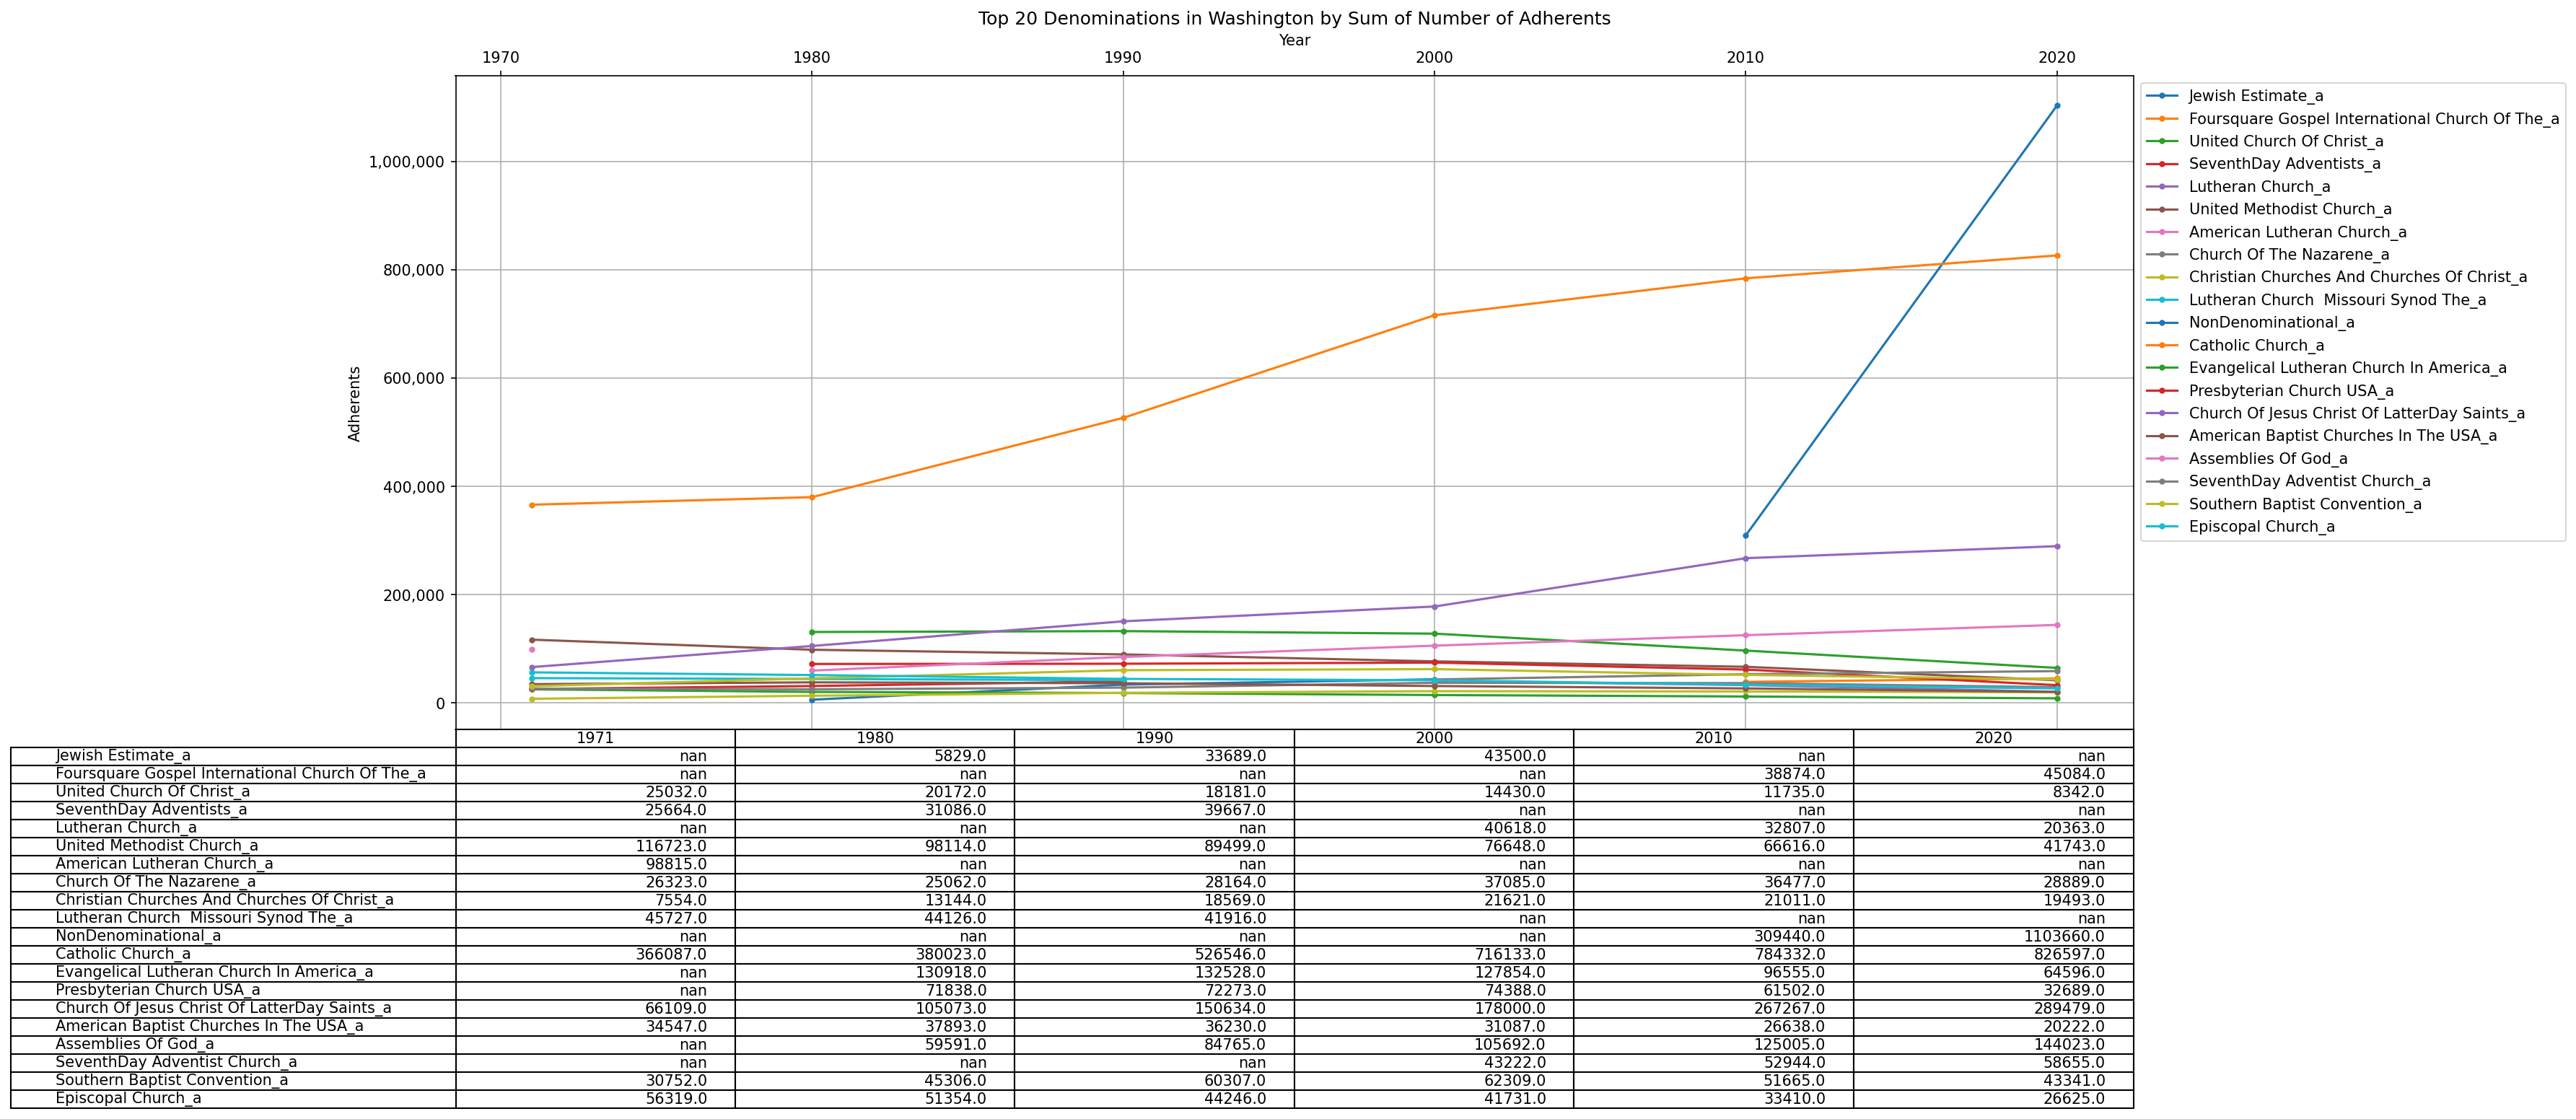 Top 20 Denominations in Washington by Sum of Number of Adherents
Year
1970 1980 1990 2000 2010 2020
1,000,000
800,000
600,000
400,000
200,000
0
Adherents
Jewish Estimate_a
Foursquare Gospel International Church Of The_a
United Church Of Christ_a
SeventhDay Adventists_a
Lutheran Church_a
United Methodist Church_a
American Lutheran Church_a
Church Of The Nazarene_a
Christian Churches And Churches Of Christ_a
Lutheran Church  Missouri Synod The_a
NonDenominational_a
Catholic Church_a
Evangelical Lutheran Church In America_a
Presbyterian Church USA_a
Church Of Jesus Christ Of LatterDay Saints_a
American Baptist Churches In The USA_a
Assemblies Of God_a
SeventhDay Adventist Church_a
Southern Baptist Convention_a
Episcopal Church_a
1971 1980 1990 2000 2010 2020
Jewish Estimate_a nan 5829.0 33689.0 43500.0 nan nan
Foursquare Gospel International Church Of The_a nan nan nan nan 38874.0 45084.0
United Church Of Christ_a 25032.0 20172.0 18181.0 14430.0 11735.0 8342.0
SeventhDay Adventists_a 25664.0 31086.0 39667.0 nan nan nan
Lutheran Church_a nan nan nan 40618.0 32807.0 20363.0
United Methodist Church_a 116723.0 98114.0 89499.0 76648.0 66616.0 41743.0
American Lutheran Church_a 98815.0 nan nan nan nan nan
Church Of The Nazarene_a 26323.0 25062.0 28164.0 37085.0 36477.0 28889.0
Christian Churches And Churches Of Christ_a 7554.0 13144.0 18569.0 21621.0 21011.0 19493.0
Lutheran Church  Missouri Synod The_a 45727.0 44126.0 41916.0 nan nan nan
NonDenominational_a nan nan nan nan 309440.0 1103660.0
Catholic Church_a 366087.0 380023.0 526546.0 716133.0 784332.0 826597.0
Evangelical Lutheran Church In America_a nan 130918.0 132528.0 127854.0 96555.0 64596.0
Presbyterian Church USA_a nan 71838.0 72273.0 74388.0 61502.0 32689.0
Church Of Jesus Christ Of LatterDay Saints_a 66109.0 105073.0 150634.0 178000.0 267267.0 289479.0
American Baptist Churches In The USA_a 34547.0 37893.0 36230.0 31087.0 26638.0 20222.0
Assemblies Of God_a nan 59591.0 84765.0 105692.0 125005.0 144023.0
SeventhDay Adventist Church_a nan nan nan 43222.0 52944.0 58655.0
Southern Baptist Convention_a 30752.0 45306.0 60307.0 62309.0 51665.0 43341.0
Episcopal Church_a 56319.0 51354.0 44246.0 41731.0 33410.0 26625.0